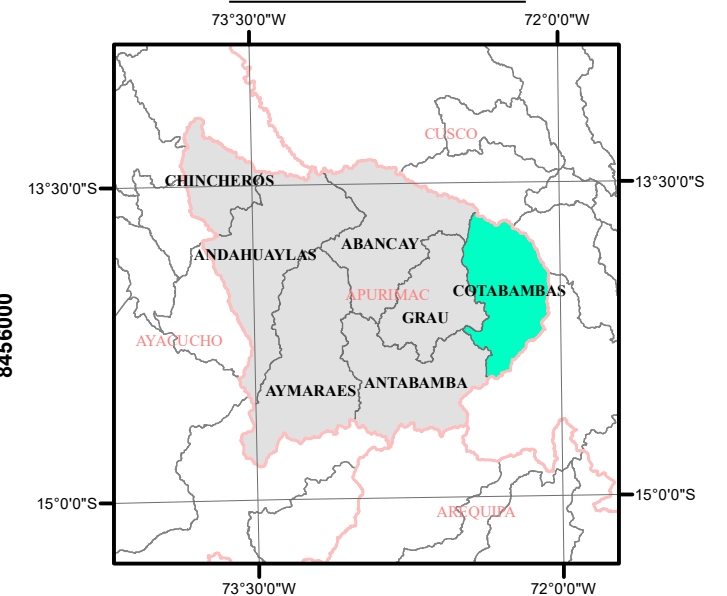 73°30'0"W
72°0'0"W
CUSCO
13°30'0"S
CHINCHEROS
13°30'0"S
ABANCAY
ANDAHUAYLAS
COTABAMBAS
APURIMAC
GRAU
8456000
AYACUCHO
ANTABAMBA
AYMARAES
15°0'0"S
15°0'0"S
AREQUIPA
73°30'0"W
72°0'0"W